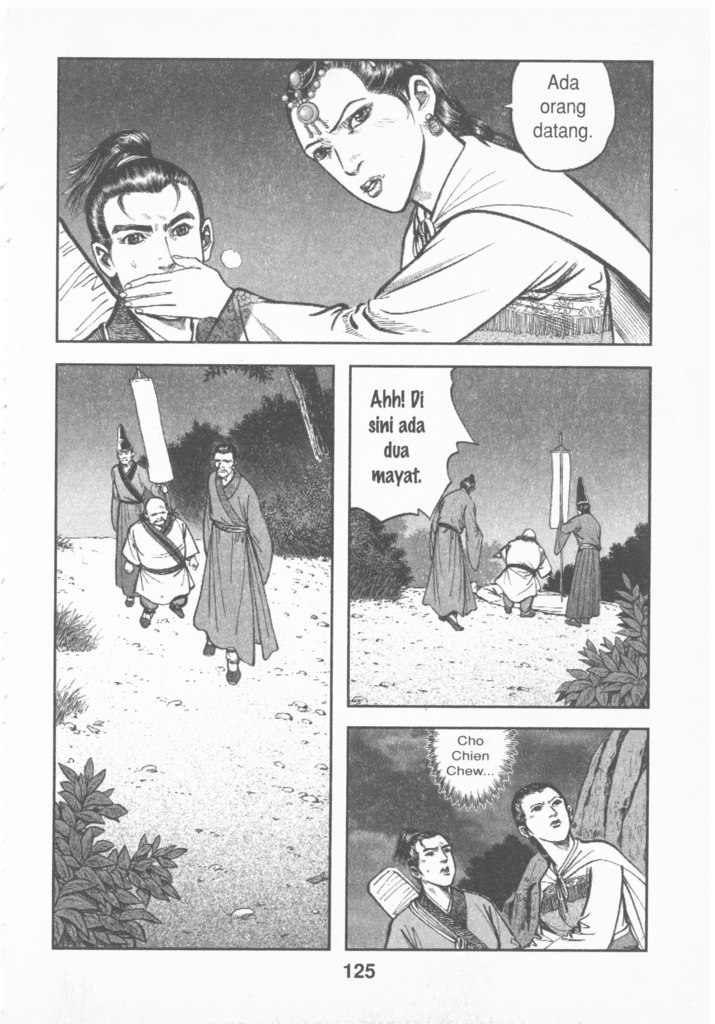 Ada
orang
datang.
Ahh! Di
sini ada
dua
mayat.
Cho
Chien
Chew...
125